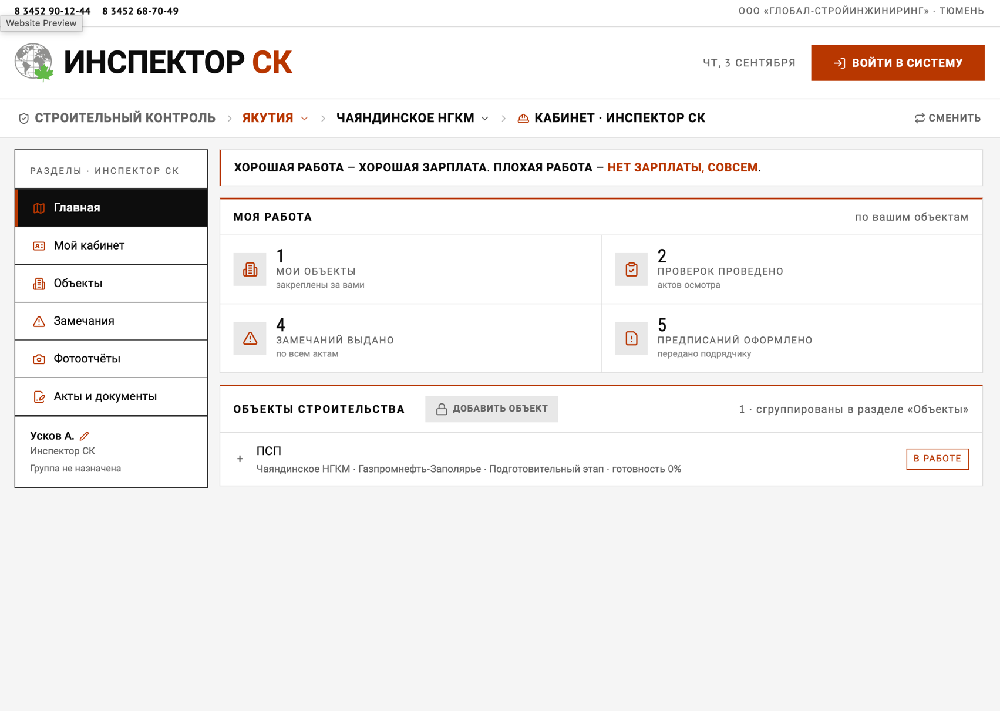 8 3452 90-12-44 8 3452 68-70-49
ООО «ГЛОБАЛ-СТРОЙИНЖИНИРИНГ» · ТЮМЕНЬ
Website Preview
ИНСПЕКТОР СК
ЧТ, 3 СЕНТЯБРЯ
ВОЙТИ В СИСТЕМУ
СТРОИТЕЛЬНЫЙ КОНТРОЛЬ
ЯКУТИЯ
ЧАЯНДИНСКОЕ НГКМ
КАБИНЕТ · ИНСПЕКТОР СК
СМЕНИТЬ
РАЗДЕЛЫ · ИНСПЕКТОР СК
Главная
Мой кабинет
Объекты
Замечания
Фотоотчёты
Акты и документы
Усков А.
Инспектор СК
Группа не назначена
ХОРОШАЯ РАБОТА – ХОРОШАЯ ЗАРПЛАТА. ПЛОХАЯ РАБОТА – НЕТ ЗАРПЛАТЫ, СОВСЕМ.
МОЯ РАБОТА
по вашим объектам
1
МОИ ОБЪЕКТЫ
закреплены за вами
2
ПРОВЕРОК ПРОВЕДЕНО
актов осмотра
4
ЗАМЕЧАНИЙ ВЫДАНО
по всем актам
5
ПРЕДПИСАНИЙ ОФОРМЛЕНО
передано подрядчику
ОБЪЕКТЫ СТРОИТЕЛЬСТВА
ДОБАВИТЬ ОБЪЕКТ
1 · сгруппированы в разделе «Объекты»
+
ПСП
Чаяндинское НГКМ · Газпромнефть-Заполярье · Подготовительный этап · готовность 0%
В РАБОТЕ